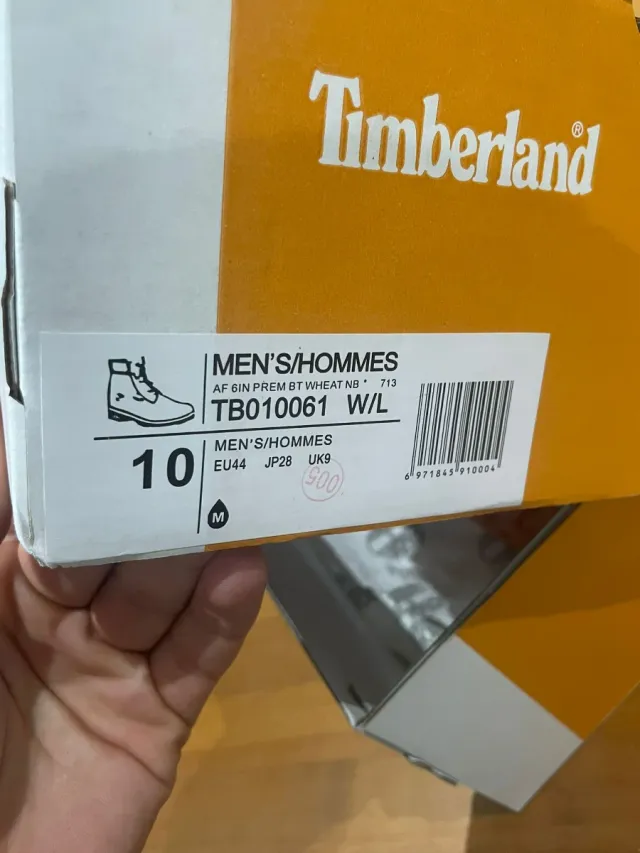 Timberland®
MEN'S/HOMMES
AF 6IN PREM BT WHEAT NB * 713
TB010061 W/L
10
MEN'S/HOMMES
EU44 JP28 UK9
005
M
6 971845 910004